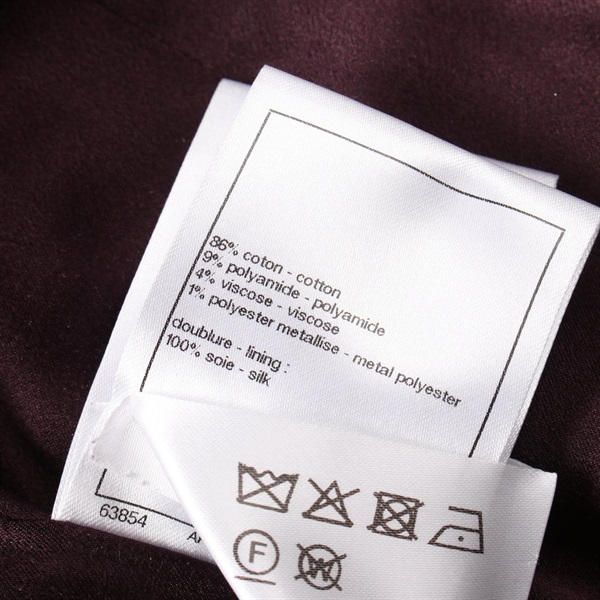 86% coton - cotton
9% polyamide - polyamide
4% viscose - viscose
1% polyester metallise - metal polyester
doublure - lining :
100% soie - silk
63854
F
W